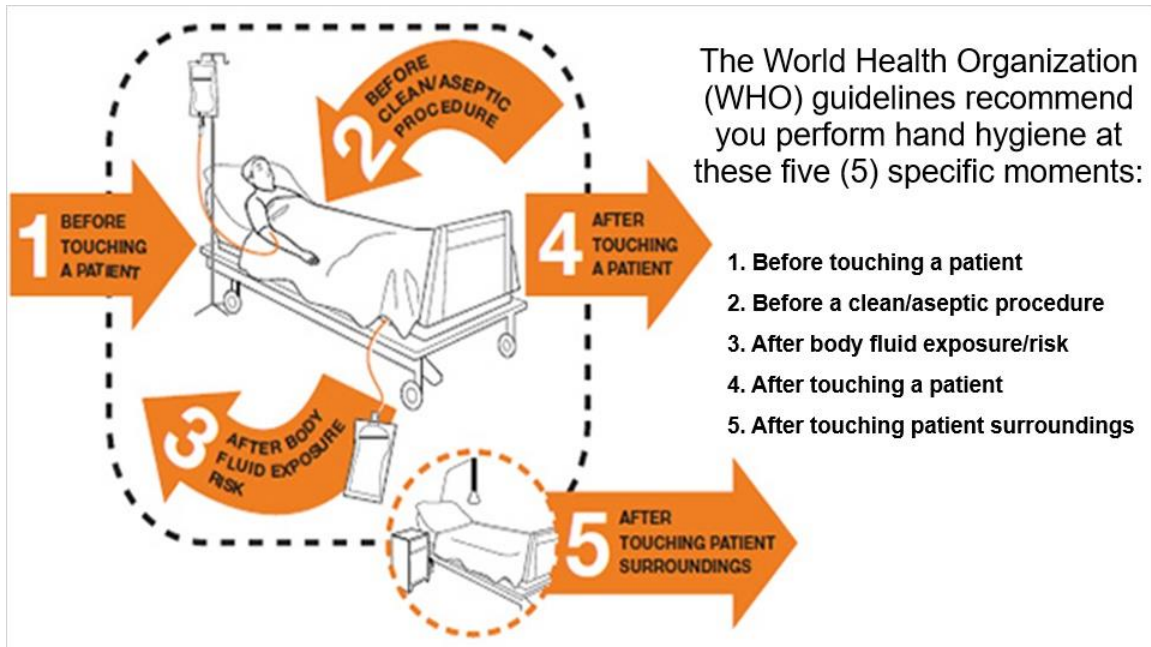 1 BEFORE
TOUCHING
A PATIENT
2 BEFORE
CLEAN/ASEPTIC
PROCEDURE
3 AFTER BODY
FLUID EXPOSURE
RISK
4 AFTER
TOUCHING
A PATIENT
5 AFTER
TOUCHING PATIENT
SURROUNDINGS
The World Health Organization
(WHO) guidelines recommend
you perform hand hygiene at
these five (5) specific moments:
1. Before touching a patient
2. Before a clean/aseptic procedure
3. After body fluid exposure/risk
4. After touching a patient
5. After touching patient surroundings